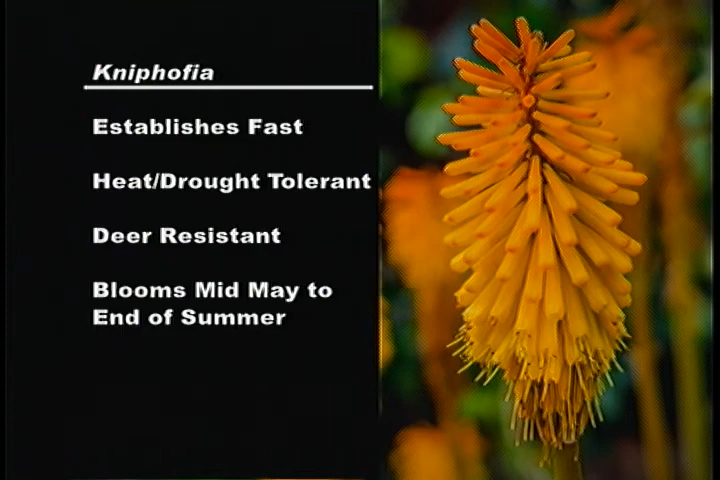 Kniphofia
Establishes Fast
Heat/Drought Tolerant
Deer Resistant
Blooms Mid May to
End of Summer